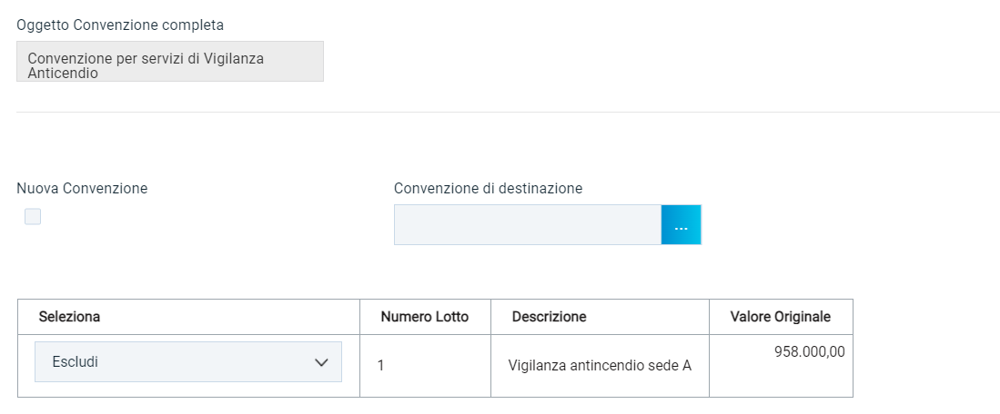 Oggetto Convenzione completa
Convenzione per servizi di Vigilanza
Anticendio
Nuova Convenzione
Convenzione di destinazione
...
Seleziona
Numero Lotto
Descrizione
Valore Originale
Escludi
1
Vigilanza antincendio sede A
958.000,00